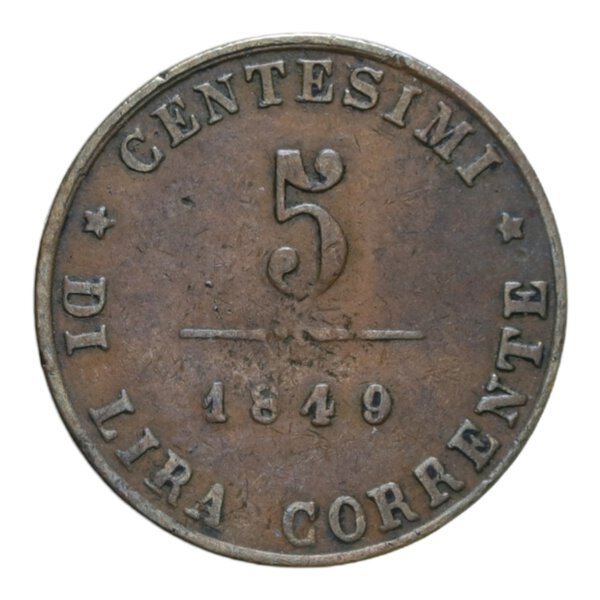 CENTESIMI
5
1849
DI LIRA CORRENTE